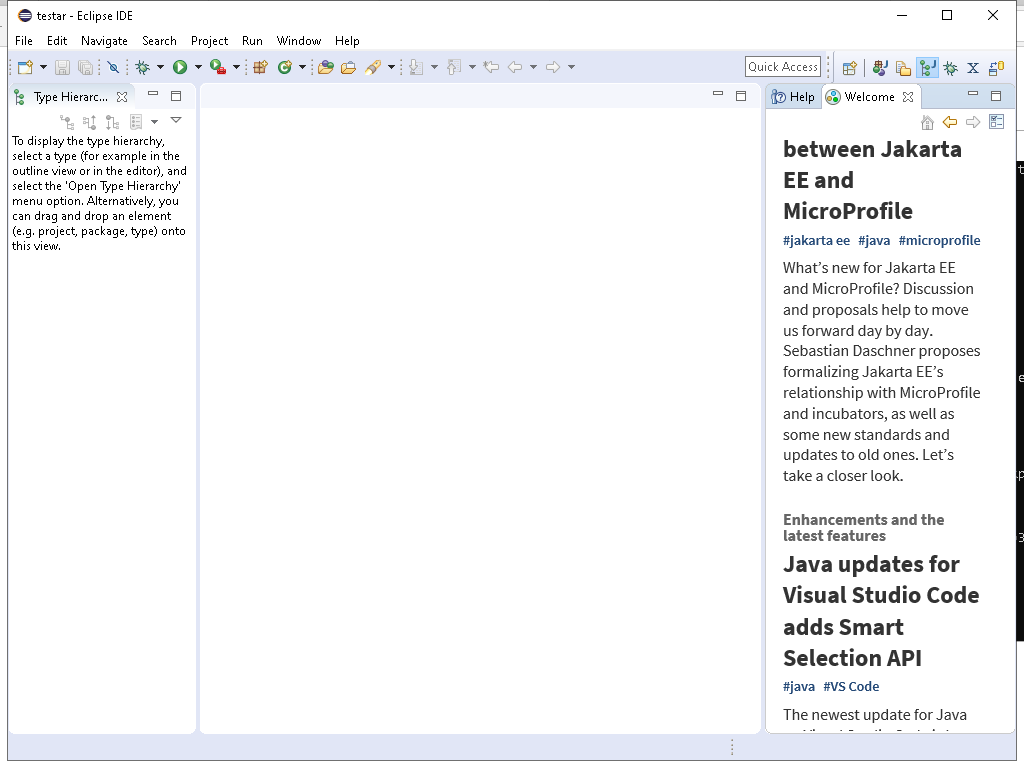 testar - Eclipse IDE
File Edit Navigate Search Project Run Window Help
Quick Access
Type Hierarc...
Help Welcome
To display the type hierarchy,
select a type (for example in the
outline view or in the editor), and
select the 'Open Type Hierarchy'
menu option. Alternatively, you
can drag and drop an element
(e.g. project, package, type) onto
this view.
between Jakarta
EE and
MicroProfile
#jakarta ee #java #microprofile
What’s new for Jakarta EE
and MicroProfile? Discussion
and proposals help to move
us forward day by day.
Sebastian Daschner proposes
formalizing Jakarta EE’s
relationship with MicroProfile
and incubators, as well as
some new standards and
updates to old ones. Let’s
take a closer look.
Enhancements and the
latest features
Java updates for
Visual Studio Code
adds Smart
Selection API
#java #VS Code
The newest update for Java